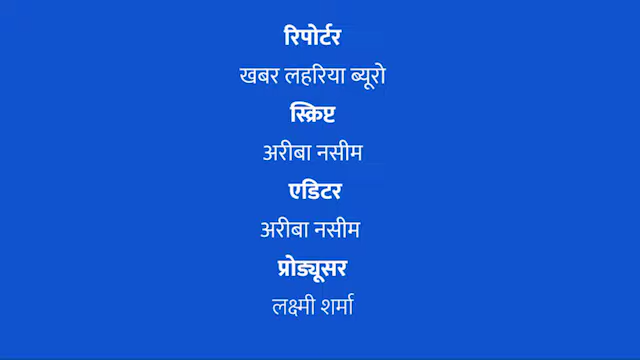 रिपोर्टर
खबर लहरिया ब्यूरो
स्क्रिप्ट
अरीबा नसीम
एडिटर
अरीबा नसीम
प्रोड्यूसर
लक्ष्मी शर्मा